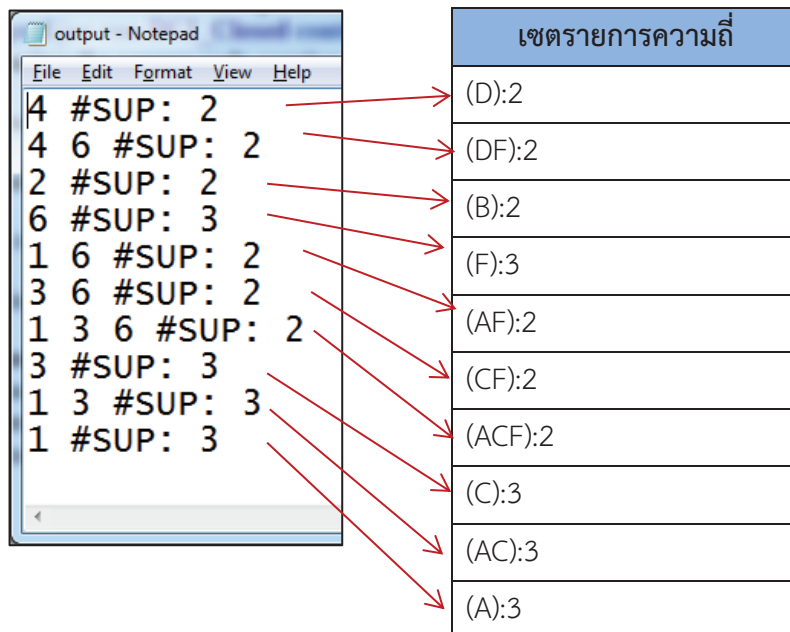 output - Notepad
File Edit Format View Help
4 #SUP: 2
4 6 #SUP: 2
2 #SUP: 2
6 #SUP: 3
1 6 #SUP: 2
3 6 #SUP: 2
1 3 6 #SUP: 2
3 #SUP: 3
1 3 #SUP: 3
1 #SUP: 3
เซตรายการความถี่
(D):2
(DF):2
(B):2
(F):3
(AF):2
(CF):2
(ACF):2
(C):3
(AC):3
(A):3